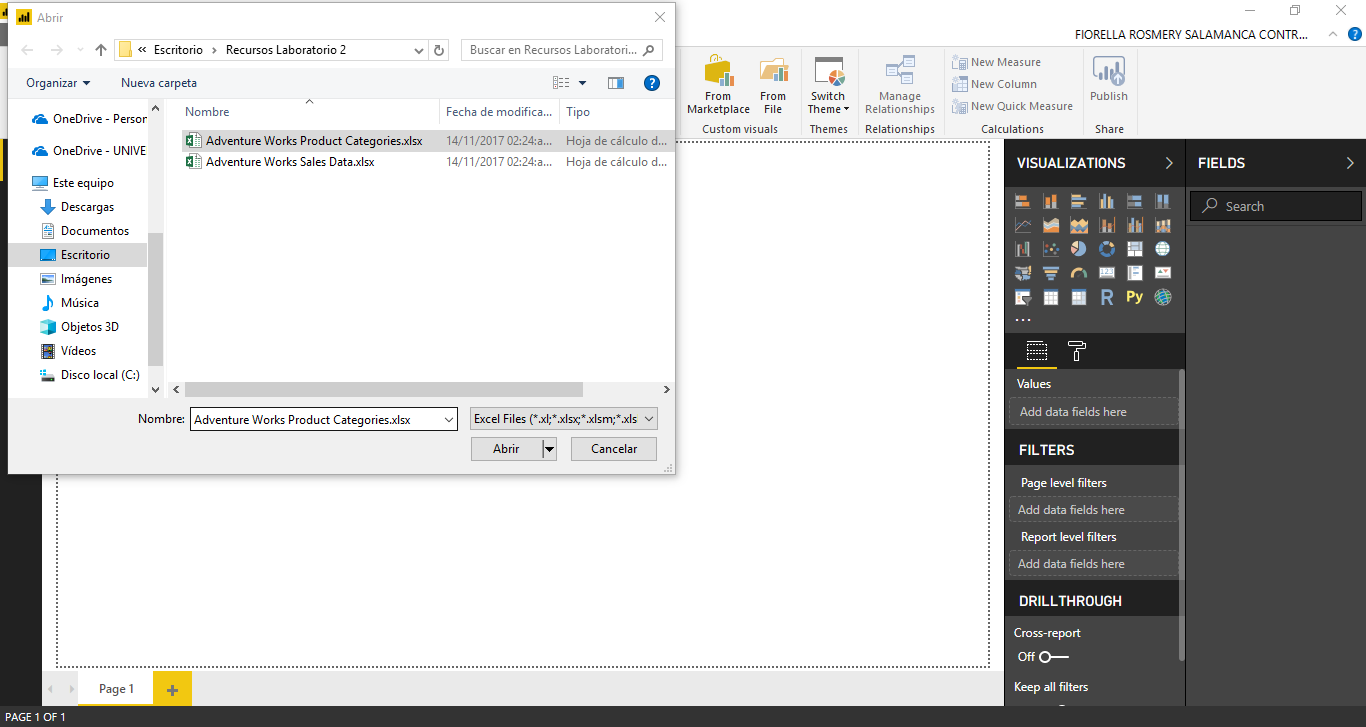 Abrir
« Escritorio › Recursos Laboratorio 2
Buscar en Recursos Laboratori...
Organizar
Nueva carpeta
OneDrive - Person
OneDrive - UNIVE
Este equipo
Descargas
Documentos
Escritorio
Imágenes
Música
Objetos 3D
Vídeos
Disco local (C:)
Nombre Fecha de modifica... Tipo
Adventure Works Product Categories.xlsx 14/11/2017 02:24:a... Hoja de cálculo d...
Adventure Works Sales Data.xlsx 14/11/2017 02:24:a... Hoja de cálculo d...
Nombre: Adventure Works Product Categories.xlsx
Excel Files (*.xl;*.xlsx;*.xlsm;*.xls
Abrir
Cancelar
FIORELLA ROSMERY SALAMANCA CONTR...
From Marketplace
From File
Custom visuals
Switch Theme
Themes
Manage Relationships
Relationships
New Measure
New Column
New Quick Measure
Calculations
Publish
Share
VISUALIZATIONS
R
Py
Values
Add data fields here
FILTERS
Page level filters
Add data fields here
Report level filters
Add data fields here
DRILLTHROUGH
Cross-report
Off
Keep all filters
FIELDS
Search
Page 1
PAGE 1 OF 1